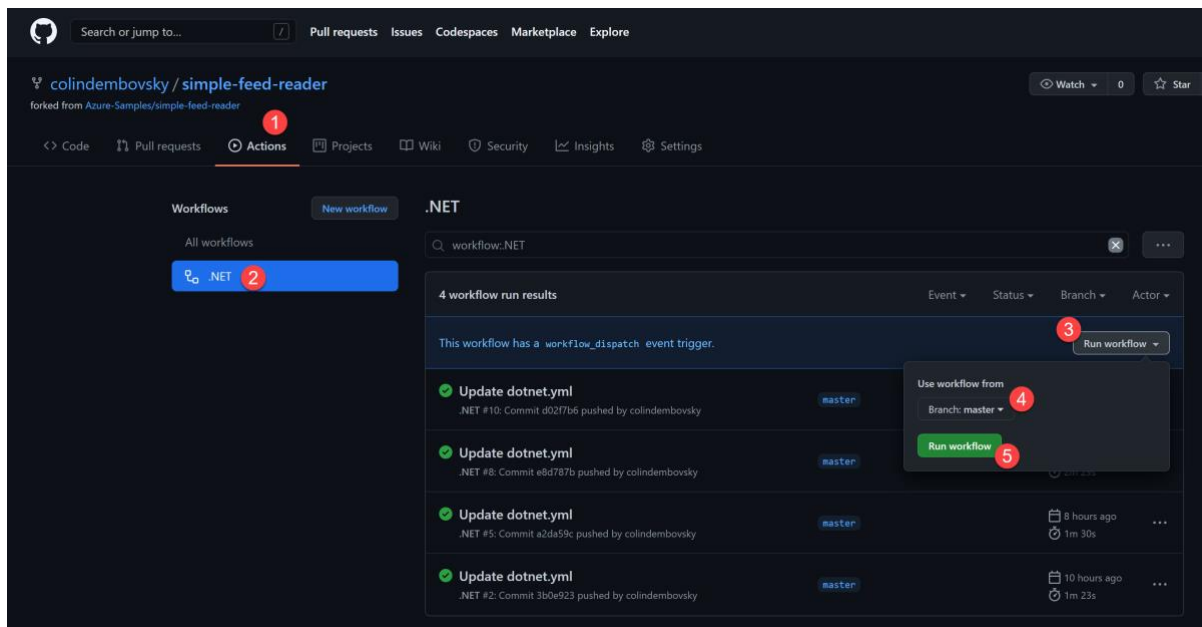 Search or jump to... /
Pull requests Issues Codespaces Marketplace Explore
colindembovsky / simple-feed-reader
Watch 0 Star
forked from Azure-Samples/simple-feed-reader
1
<> Code Pull requests Actions Projects Wiki Security Insights Settings
Workflows New workflow
All workflows
.NET 2
.NET
workflow:.NET
...
4 workflow run results Event Status Branch Actor
3
This workflow has a workflow_dispatch event trigger. Run workflow
Use workflow from
Branch: master 4
Run workflow 5
Update dotnet.yml master
.NET #10: Commit d02f7b6 pushed by colindembovsky
Update dotnet.yml master
.NET #8: Commit e8d787b pushed by colindembovsky
Update dotnet.yml master 8 hours ago ...
.NET #5: Commit a2da59c pushed by colindembovsky 1m 30s
Update dotnet.yml master 10 hours ago ...
.NET #2: Commit 3b0e923 pushed by colindembovsky 1m 23s